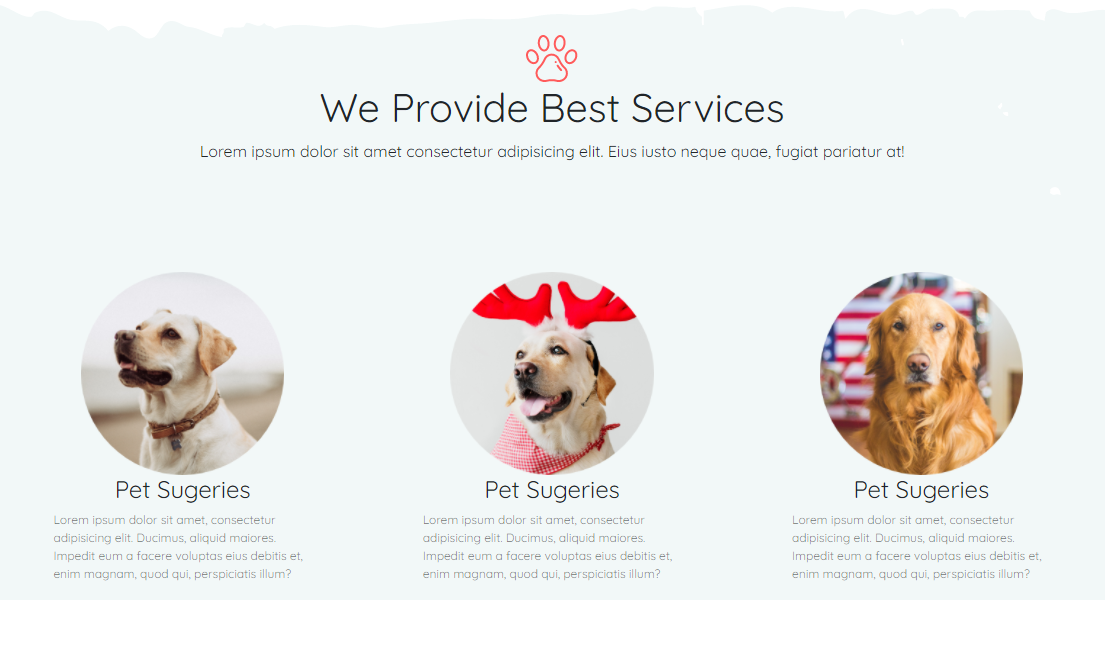 We Provide Best Services
Lorem ipsum dolor sit amet consectetur adipisicing elit. Eius iusto neque quae, fugiat pariatur at!
Pet Sugeries
Lorem ipsum dolor sit amet, consectetur
adipisicing elit. Ducimus, aliquid maiores.
Impedit eum a facere voluptas eius debitis et,
enim magnam, quod qui, perspiciatis illum?
Pet Sugeries
Lorem ipsum dolor sit amet, consectetur
adipisicing elit. Ducimus, aliquid maiores.
Impedit eum a facere voluptas eius debitis et,
enim magnam, quod qui, perspiciatis illum?
Pet Sugeries
Lorem ipsum dolor sit amet, consectetur
adipisicing elit. Ducimus, aliquid maiores.
Impedit eum a facere voluptas eius debitis et,
enim magnam, quod qui, perspiciatis illum?